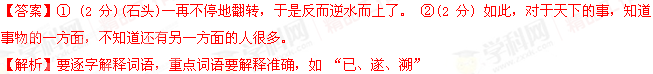 【答案】①（2 分）(石头)一再不停地翻转，于是反而逆水而上了。 ②(2 分) 如此，对于天下的事，知道
事物的一方面，不知道还有另一方面的人很多。
【解析】要逐字解释词语，重点词语要解释准确，如 “已、遂、溯”